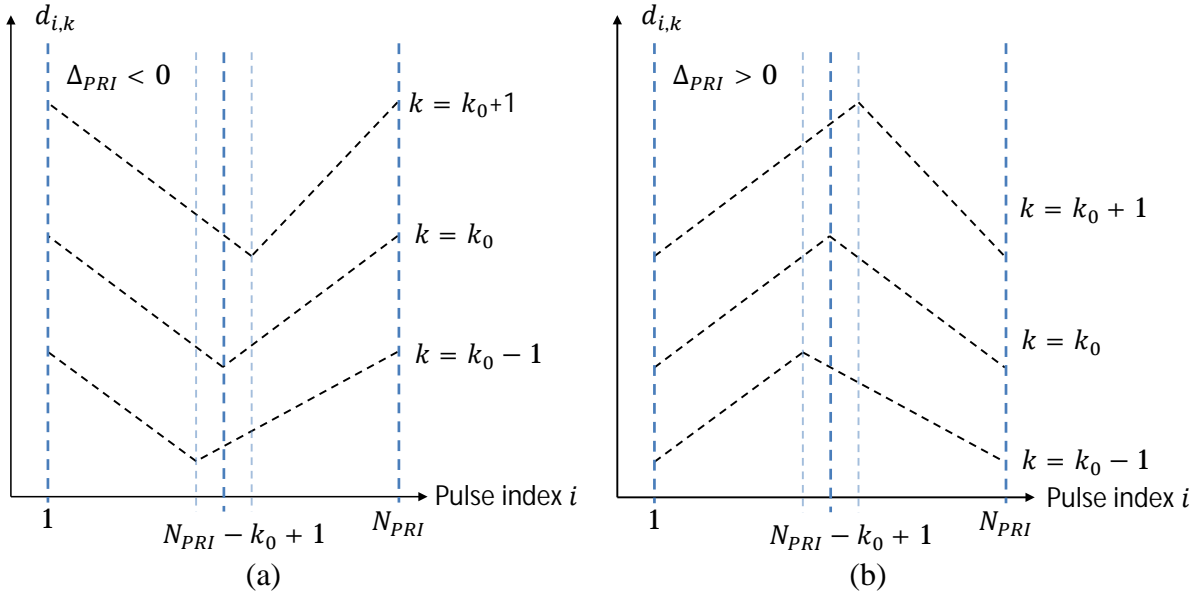 d_{i,k}
Δ_{PRI} < 0
k = k_0+1
k = k_0
k = k_0 − 1
Pulse index i
1
N_{PRI} − k_0 + 1
N_{PRI}
(a)
d_{i,k}
Δ_{PRI} > 0
k = k_0 + 1
k = k_0
k = k_0 − 1
Pulse index i
1
N_{PRI} − k_0 + 1
N_{PRI}
(b)